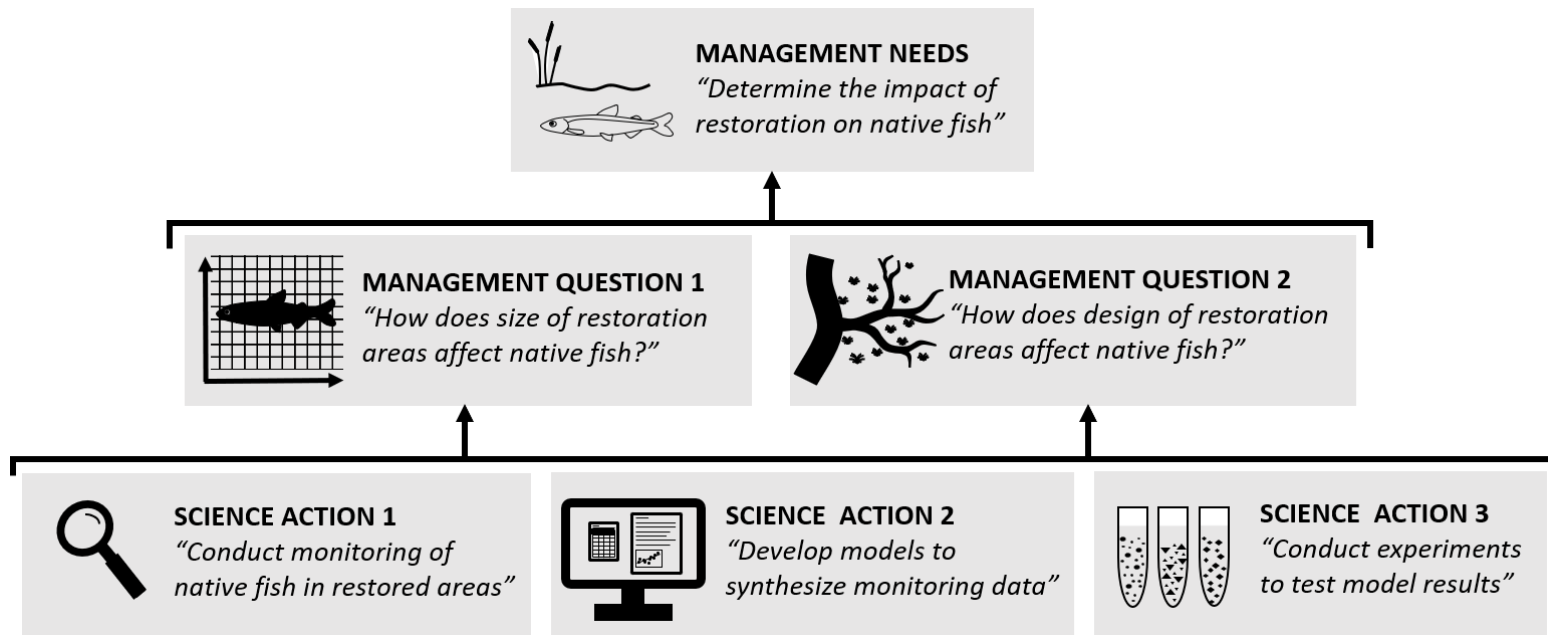 MANAGEMENT NEEDS
“Determine the impact of
restoration on native fish”
MANAGEMENT QUESTION 1
“How does size of restoration
areas affect native fish?”
MANAGEMENT QUESTION 2
“How does design of restoration
areas affect native fish?”
SCIENCE ACTION 1
“Conduct monitoring of
native fish in restored areas”
SCIENCE ACTION 2
“Develop models to
synthesize monitoring data”
SCIENCE ACTION 3
“Conduct experiments
to test model results”